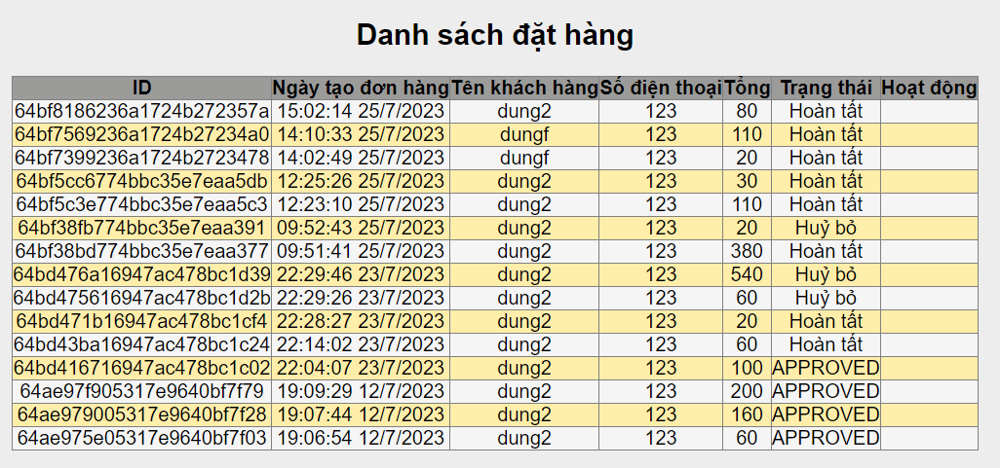 Danh sách đặt hàng
ID Ngày tạo đơn hàng Tên khách hàng Số điện thoại Tổng Trạng thái Hoạt động
64bf8186236a1724b272357a 15:02:14 25/7/2023 dung2 123 80 Hoàn tất
64bf7569236a1724b27234a0 14:10:33 25/7/2023 dungf 123 110 Hoàn tất
64bf7399236a1724b2723478 14:02:49 25/7/2023 dungf 123 20 Hoàn tất
64bf5cc6774bbc35e7eaa5db 12:25:26 25/7/2023 dung2 123 30 Hoàn tất
64bf5c3e774bbc35e7eaa5c3 12:23:10 25/7/2023 dung2 123 110 Hoàn tất
64bf38fb774bbc35e7eaa391 09:52:43 25/7/2023 dung2 123 20 Huỷ bỏ
64bf38bd774bbc35e7eaa377 09:51:41 25/7/2023 dung2 123 380 Hoàn tất
64bd476a16947ac478bc1d39 22:29:46 23/7/2023 dung2 123 540 Huỷ bỏ
64bd475616947ac478bc1d2b 22:29:26 23/7/2023 dung2 123 60 Huỷ bỏ
64bd471b16947ac478bc1cf4 22:28:27 23/7/2023 dung2 123 20 Hoàn tất
64bd43ba16947ac478bc1c24 22:14:02 23/7/2023 dung2 123 60 Hoàn tất
64bd416716947ac478bc1c02 22:04:07 23/7/2023 dung2 123 100 APPROVED
64ae97f905317e9640bf7f79 19:09:29 12/7/2023 dung2 123 200 APPROVED
64ae979005317e9640bf7f28 19:07:44 12/7/2023 dung2 123 160 APPROVED
64ae975e05317e9640bf7f03 19:06:54 12/7/2023 dung2 123 60 APPROVED